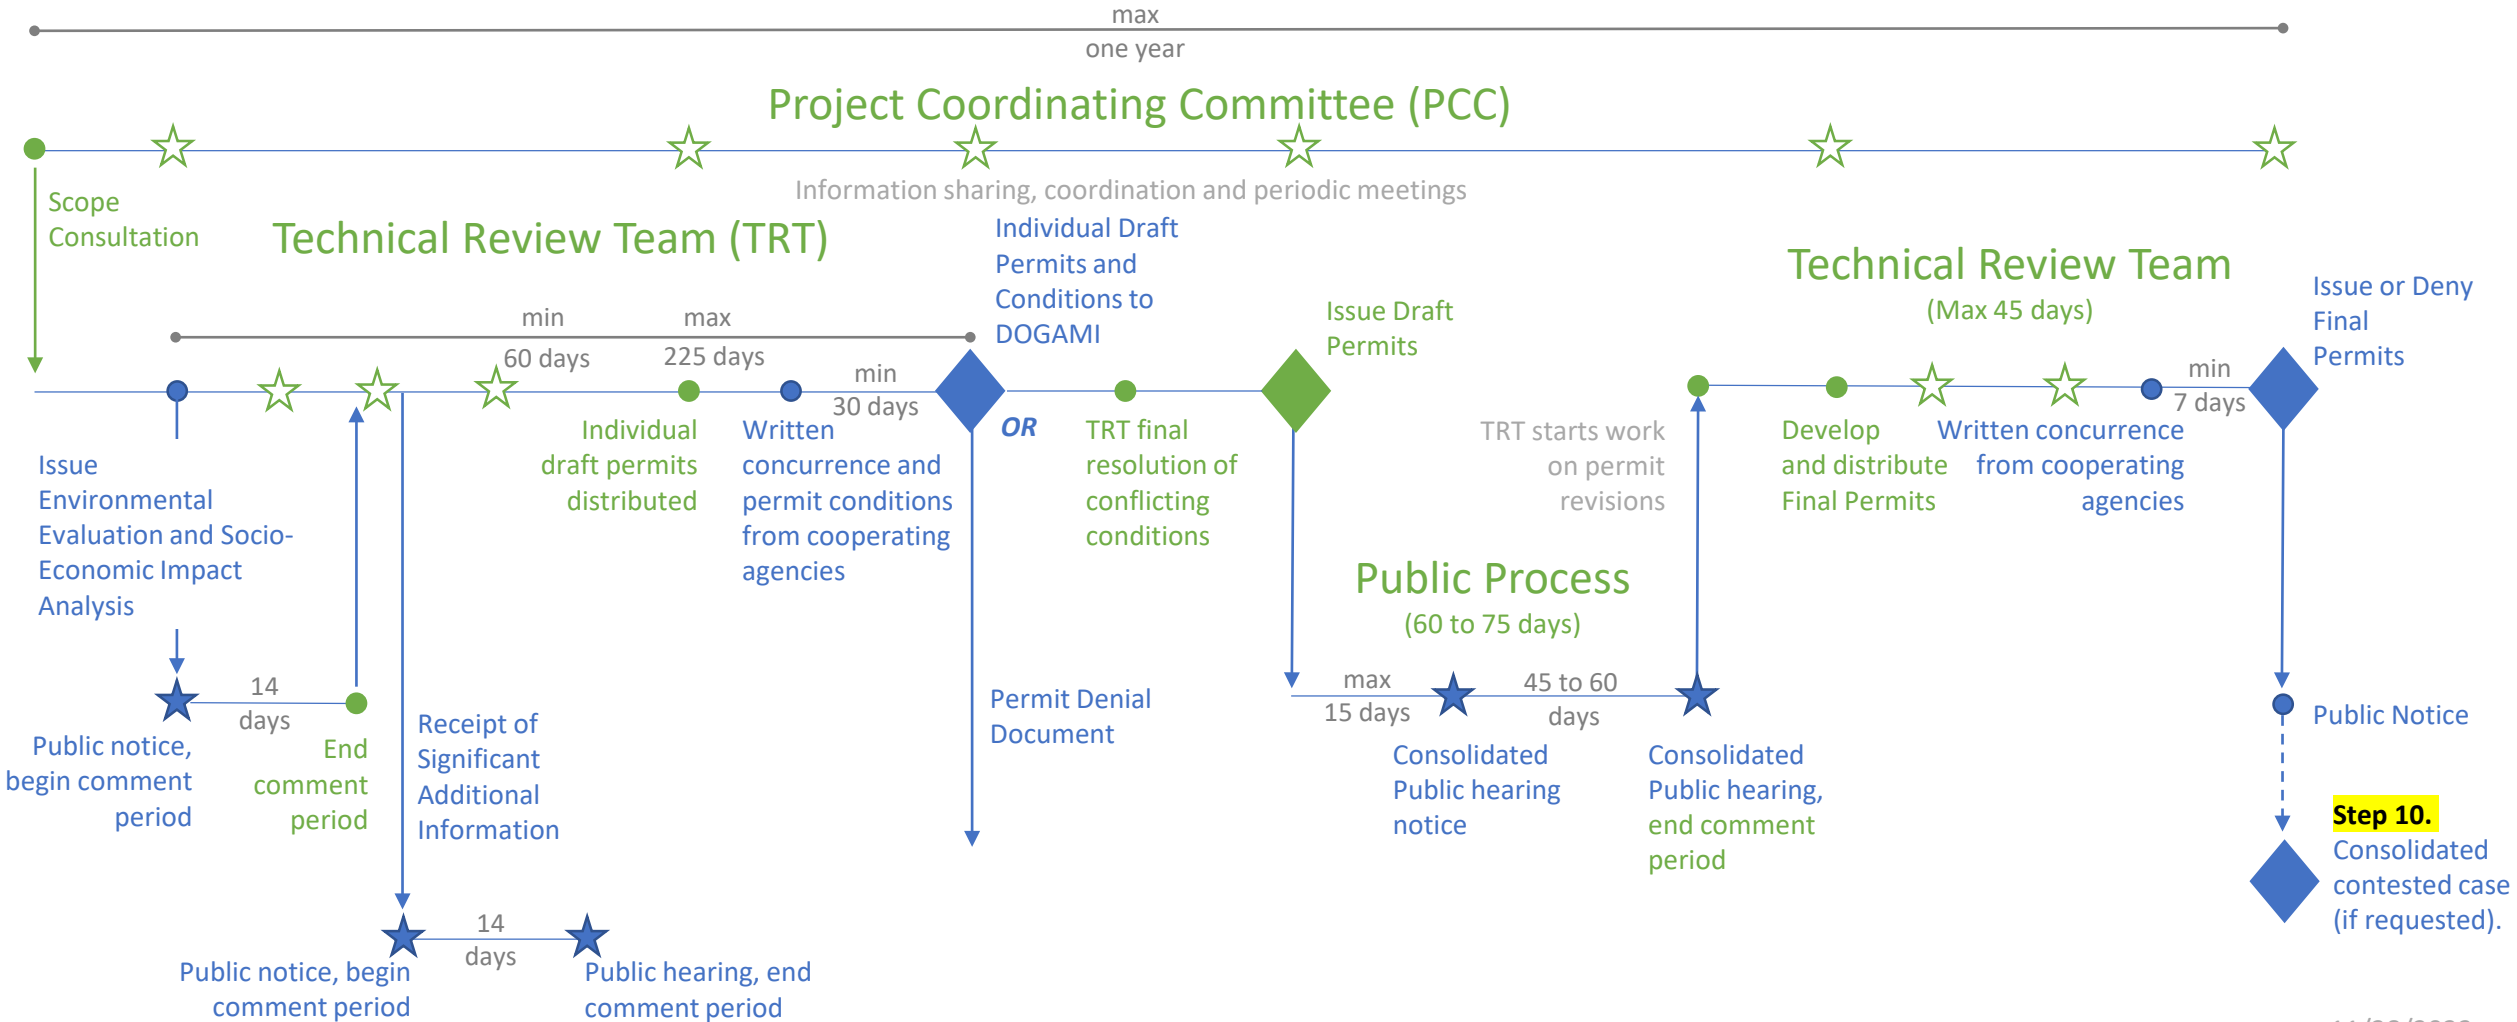 max
one year
Project Coordinating Committee (PCC)
Information sharing, coordination and periodic meetings
Scope
Consultation
Technical Review Team (TRT)
min
60 days
max
225 days
min
30 days
Individual Draft
Permits and
Conditions to
DOGAMI
Issue Draft
Permits
Technical Review Team
(Max 45 days)
min
7 days
Issue or Deny
Final
Permits
Issue
Environmental
Evaluation and Socio-
Economic Impact
Analysis
Individual
draft permits
distributed
Written
concurrence and
permit conditions
from cooperating
agencies
OR
TRT final
resolution of
conflicting
conditions
TRT starts work
on permit
revisions
Develop
and distribute
Final Permits
Written concurrence
from cooperating
agencies
Public Process
(60 to 75 days)
14
days
Public notice,
begin comment
period
End
comment
period
Receipt of
Significant
Additional
Information
Permit Denial
Document
max
15 days
45 to 60
days
Consolidated
Public hearing
notice
Consolidated
Public hearing,
end comment
period
Public Notice
Step 10.
Consolidated
contested case
(if requested).
14
days
Public notice, begin
comment period
Public hearing, end
comment period